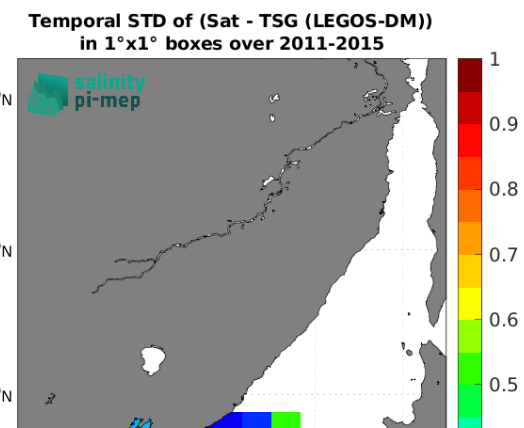 Temporal STD of (Sat - TSG (LEGOS-DM))
in 1°x1° boxes over 2011-2015
salinity
pi-mep
1
0.9
0.8
0.7
0.6
0.5
N
N
N